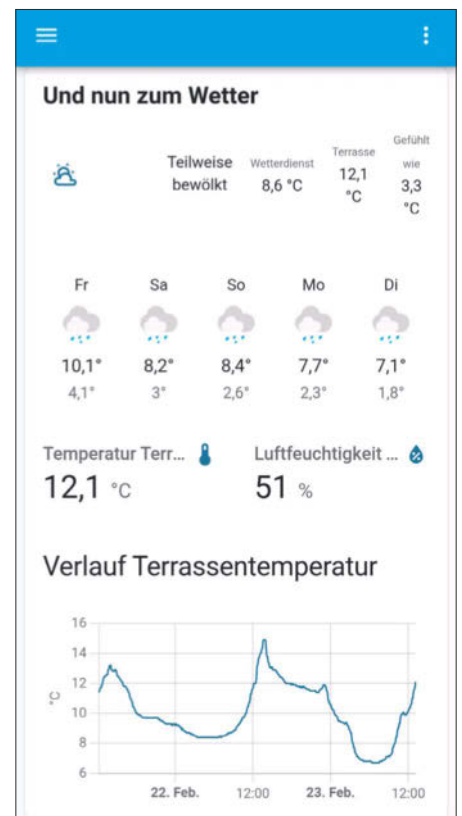 Und nun zum Wetter
Teilweise bewölkt
Wetterdienst
8,6 °C
Terrasse
12,1 °C
Gefühlt wie
3,3 °C
Fr Sa So Mo Di
10,1° 8,2° 8,4° 7,7° 7,1°
4,1° 3° 2,6° 2,3° 1,8°
Temperatur Terr...
12,1 °C
Luftfeuchtigkeit ...
51 %
Verlauf Terrassentemperatur
°C
16
14
12
10
8
6
22. Feb. 12:00 23. Feb. 12:00